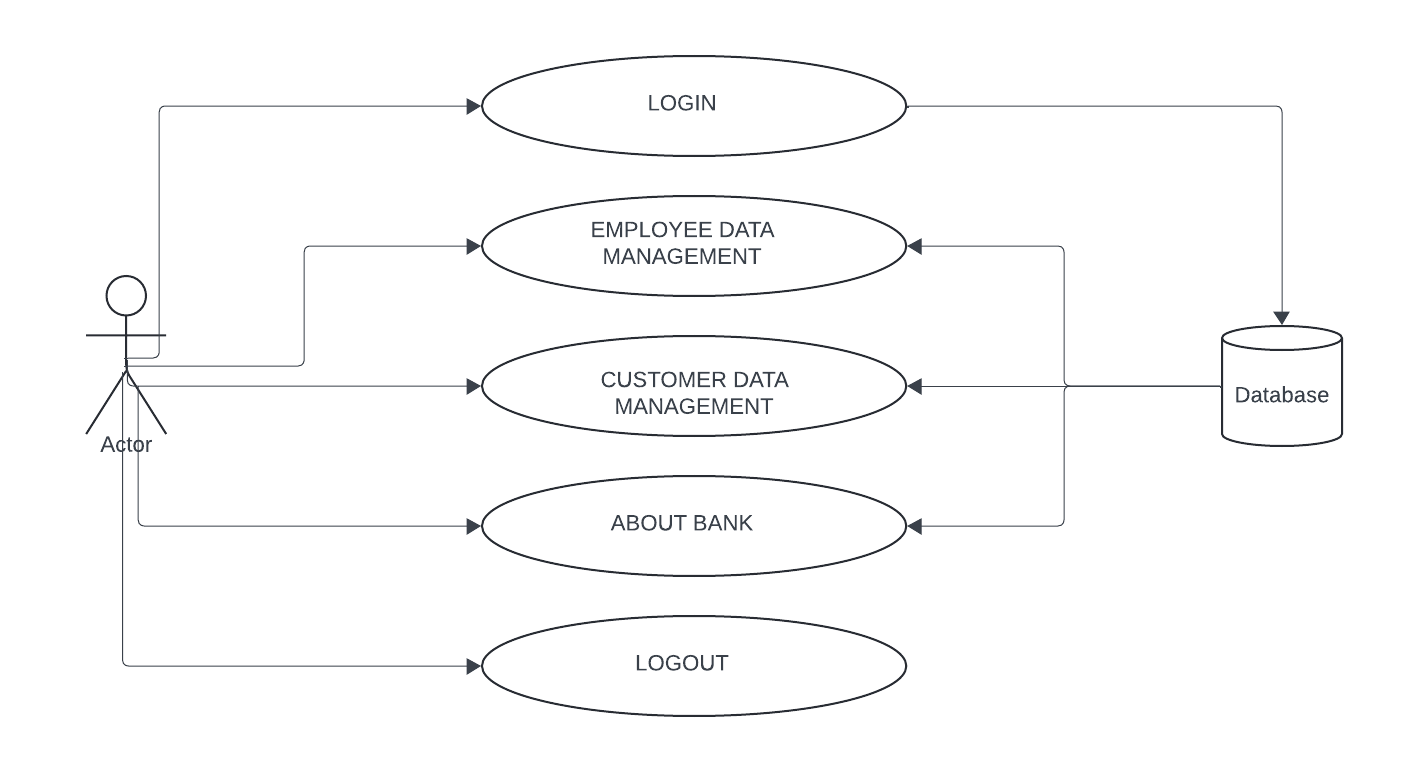 LOGIN
EMPLOYEE DATA
MANAGEMENT
CUSTOMER DATA
MANAGEMENT
Database
Actor
ABOUT BANK
LOGOUT